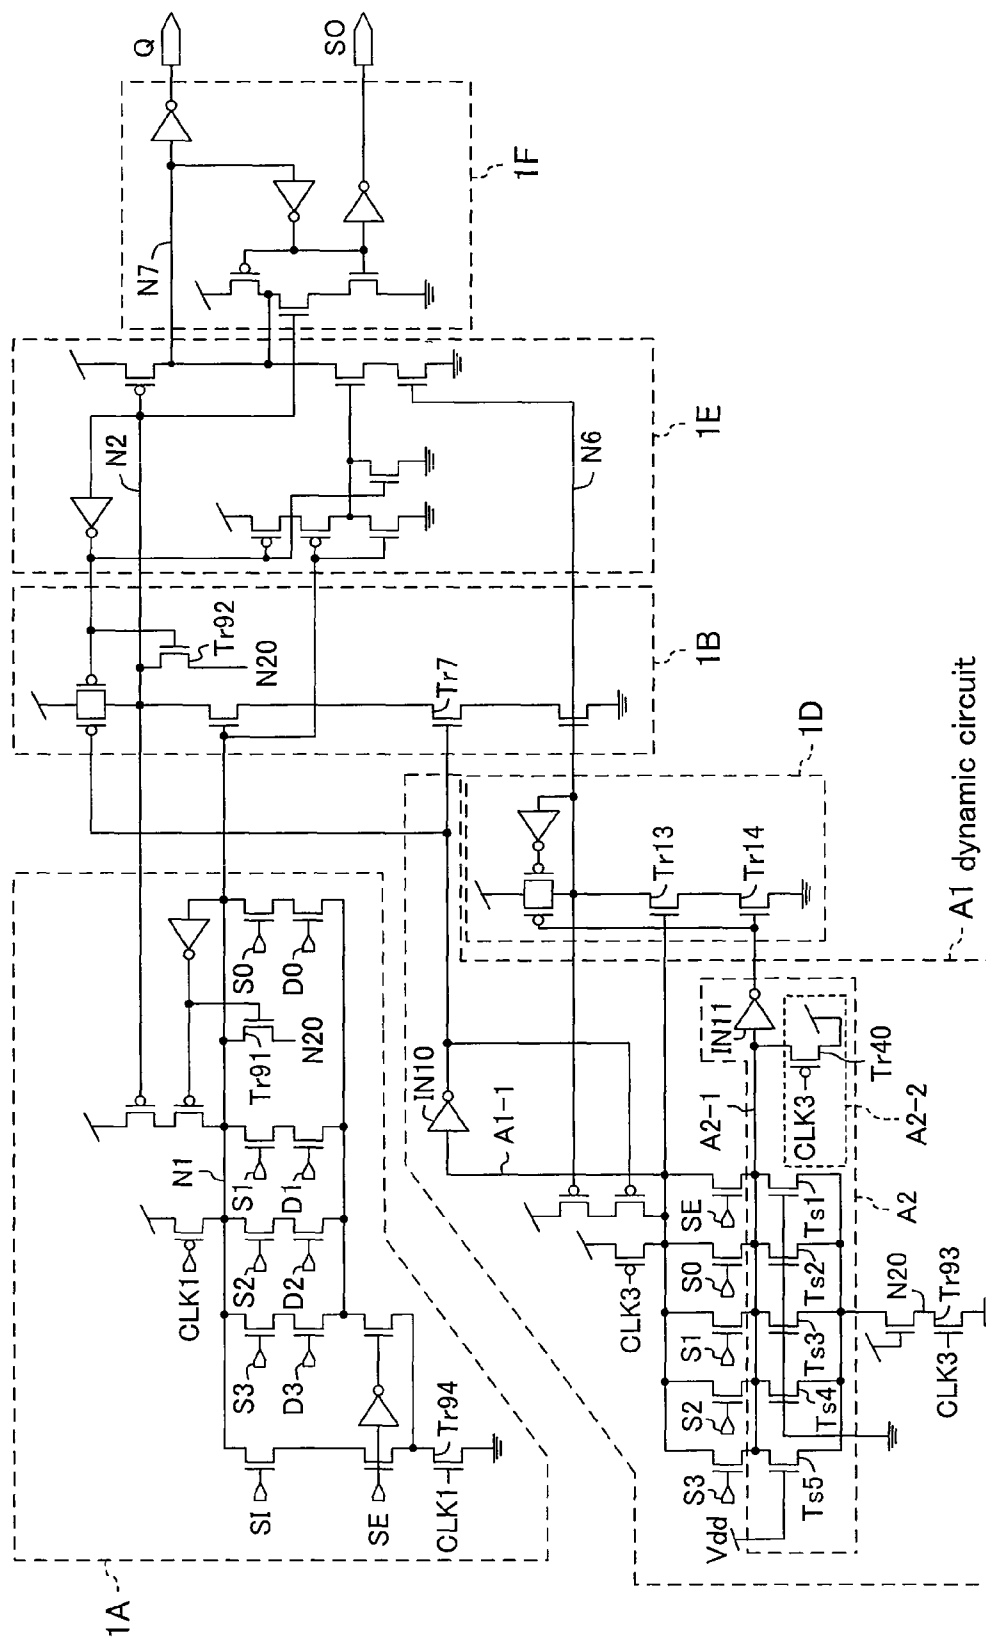 1A
SI
SE
CLK1
Tr94
S3
D3
CLK1
S2
D2
N1
S1
D1
Tr91
N20
S0
D0
Tr92
N20
Tr7
1B
N2
N6
1E
N7
1F
Q
SO
IN10
A1-1
CLK3
SE
S0
S1
S2
S3
Vdd
Ts5
Ts4
Ts3
Ts2
Ts1
A2
A2-1
IN11
CLK3
Tr40
A2-2
N20
Tr93
CLK3
Tr13
Tr14
1D
A1 dynamic circuit